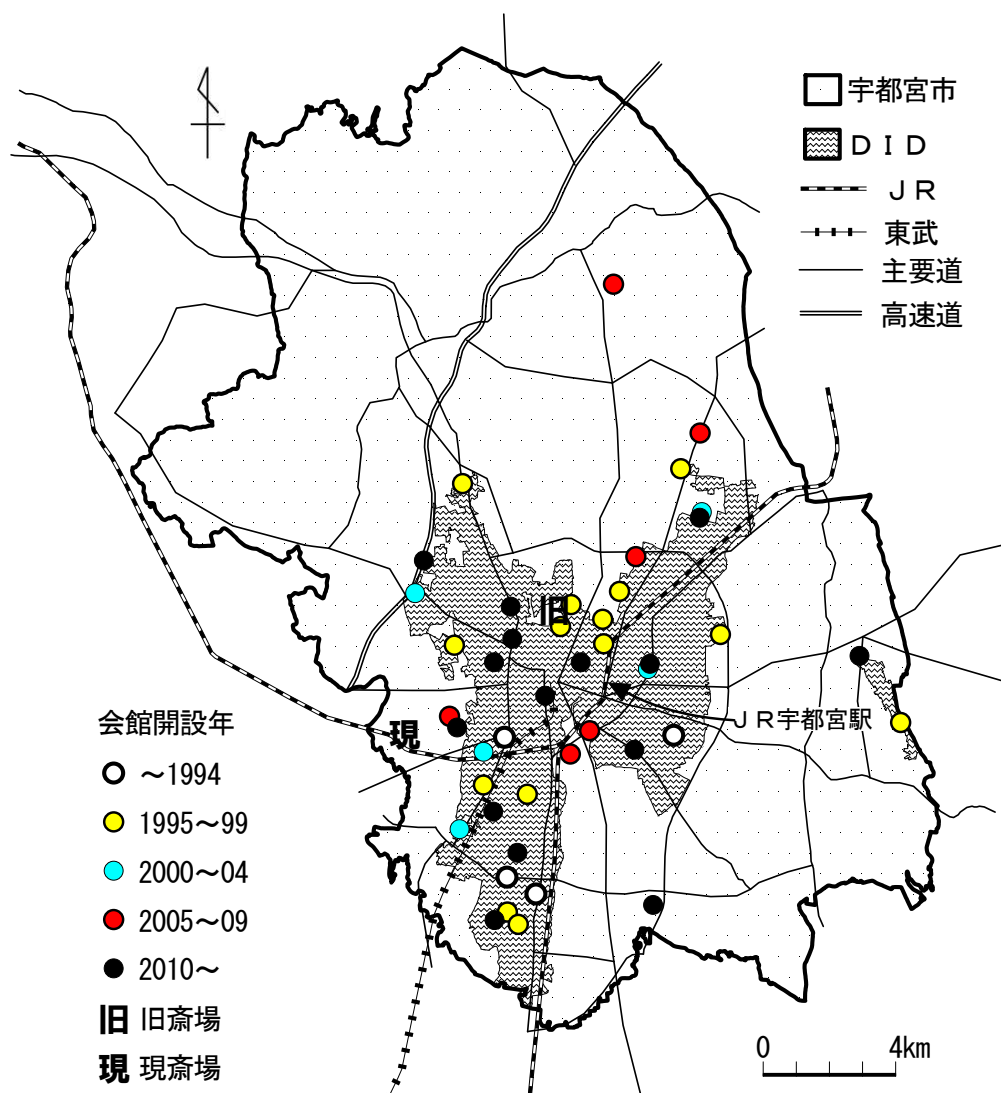 宇都宮市
ＤＩＤ
ＪＲ
東武
主要道
高速道
旧
現
ＪＲ宇都宮駅
会館開設年
～1994
1995～99
2000～04
2005～09
2010～
旧 旧斎場
現 現斎場
0 4km